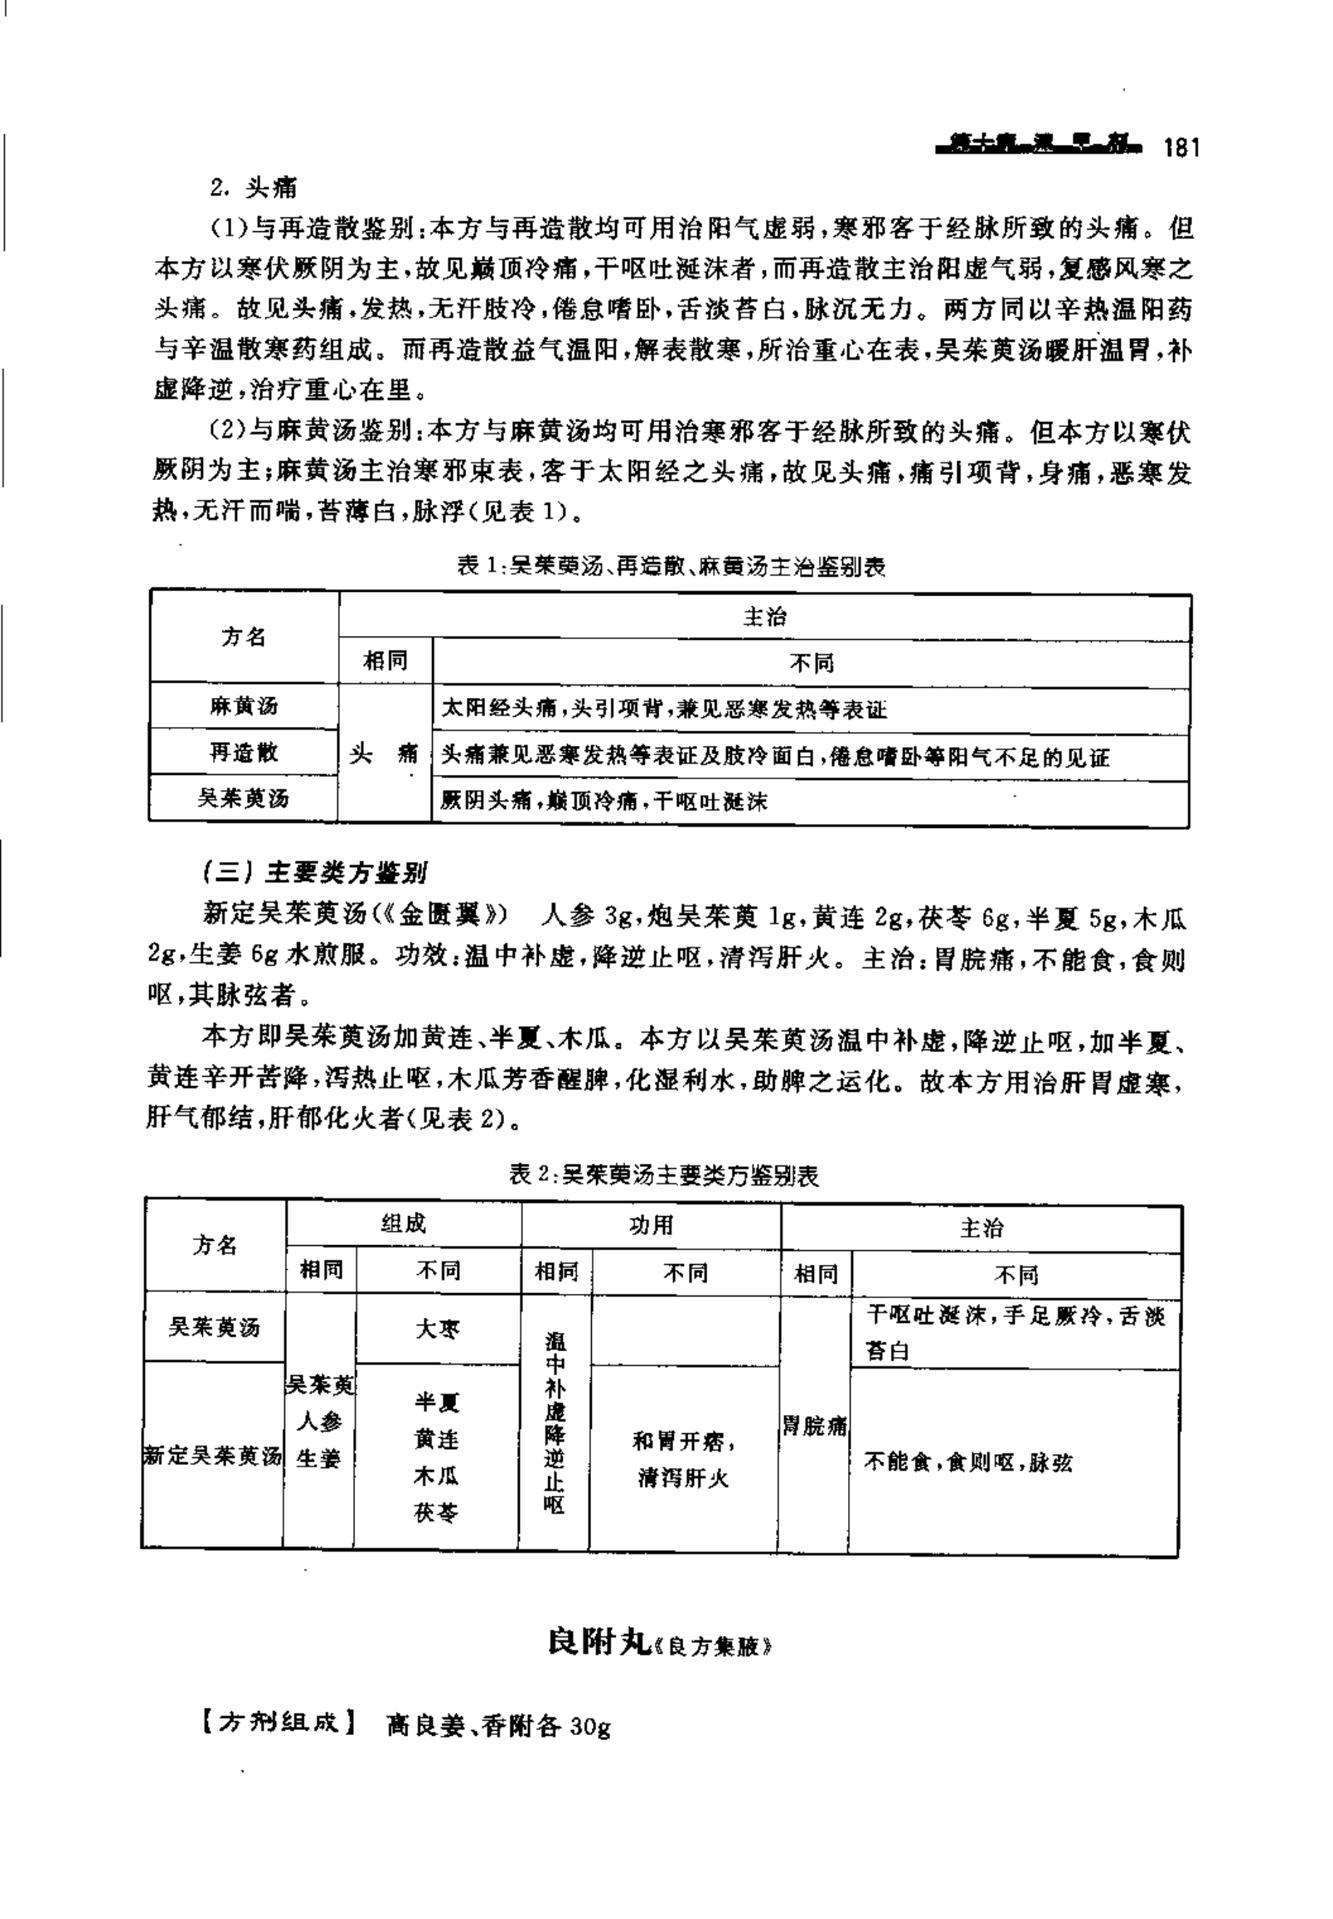 181
2. 头痛
(1)与再造散鉴别:本方与再造散均可用治阳气虚弱,寒邪客于经脉所致的头痛。但
本方以寒伏厥阴为主,故见巅顶冷痛,干呕吐涎沫者,而再造散主治阳虚气弱,复感风寒之
头痛。故见头痛,发热,无汗肢冷,倦怠嗜卧,舌淡苔白,脉沉无力。两方同以辛热温阳药
与辛温散寒药组成。而再造散益气温阳,解表散寒,所治重心在表,吴茱萸汤暖肝温胃,补
虚降逆,治疗重心在里。
(2)与麻黄汤鉴别:本方与麻黄汤均可用治寒邪客于经脉所致的头痛。但本方以寒伏
厥阴为主;麻黄汤主治寒邪束表,客于太阳经之头痛,故见头痛,痛引项背,身痛,恶寒发
热,无汗而喘,苔薄白,脉浮(见表1)。
表1:吴茱萸汤、再造散、麻黄汤主治鉴别表
方名 主治
相同 不同
麻黄汤 太阳经头痛,头引项背,兼见恶寒发热等表证
再造散 头 痛 头痛兼见恶寒发热等表证及肢冷面白,倦怠嗜卧等阳气不足的见证
吴茱萸汤 厥阴头痛,巅顶冷痛,干呕吐涎沫
(三)主要类方鉴别
新定吴茱萸汤(《金匮翼》) 人参3g,炮吴茱萸1g,黄连2g,茯苓6g,半夏5g,木瓜
2g,生姜6g水煎服。功效:温中补虚,降逆止呕,清泻肝火。主治:胃脘痛,不能食,食则
呕,其脉弦者。
本方即吴茱萸汤加黄连、半夏、木瓜。本方以吴茱萸汤温中补虚,降逆止呕,加半夏、
黄连辛开苦降,泻热止呕,木瓜芳香醒脾,化湿利水,助脾之运化。故本方用治肝胃虚寒,
肝气郁结,肝郁化火者(见表2)。
表2:吴茱萸汤主要类方鉴别表
方名 组成 功用 主治
相同 不同 相同 不同 相同 不同
吴茱萸汤 大枣 干呕吐涎沫,手足厥冷,舌淡
苔白
新定吴茱萸汤
吴茱萸
人参
生姜
半夏
黄连
木瓜
茯苓
温中补虚降逆止呕
和胃开痞,
清泻肝火
胃脘痛
不能食,食则呕,脉弦
良附丸《良方集腋》
【方剂组成】 高良姜、香附各30g